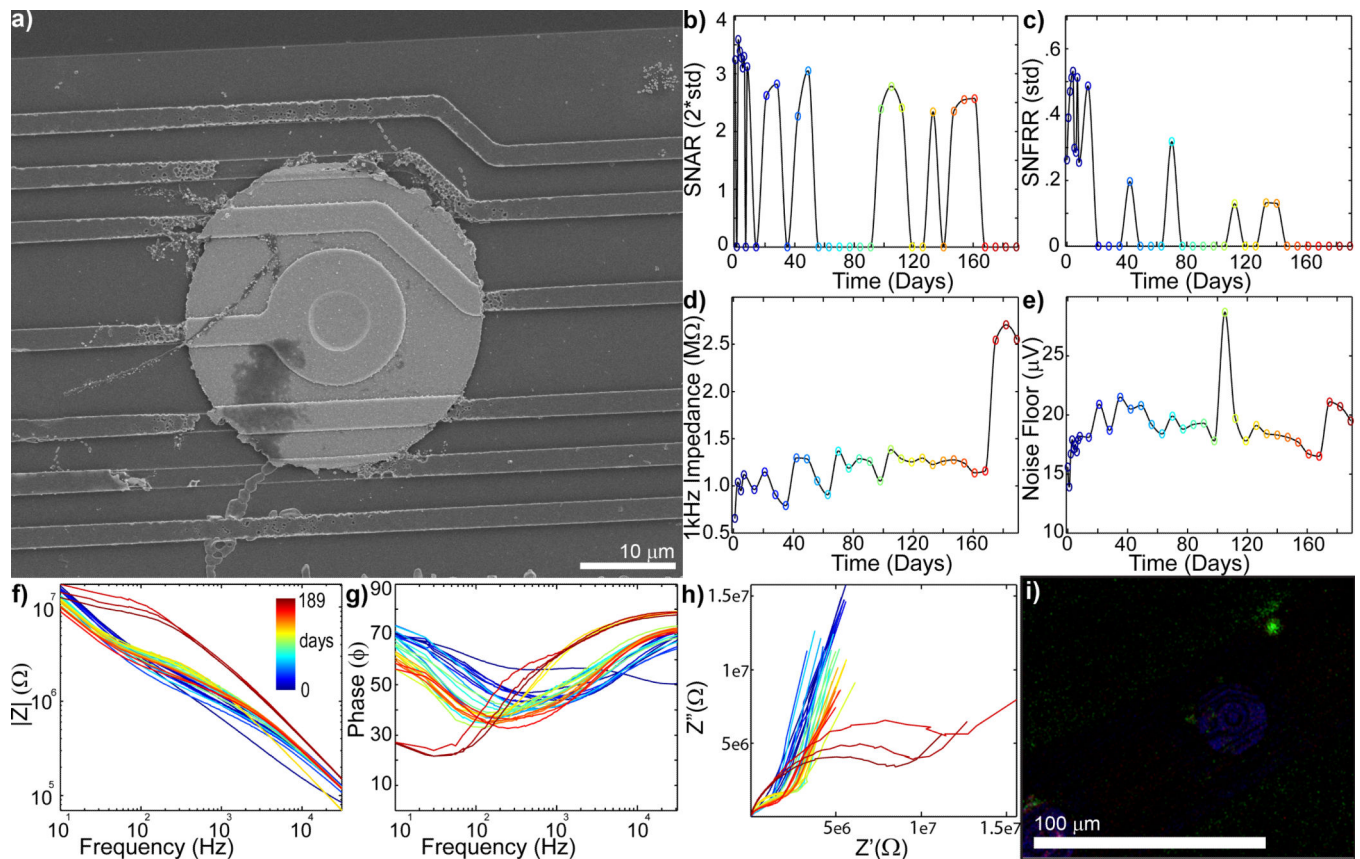 a)
10 μm
b)
SNAR (2*std)
4
3
2
1
0
0 40 80 120 160
Time (Days)
c)
SNFRR (std)
.6
.4
.2
0
0 40 80 120 160
Time (Days)
d)
1kHz Impedance (MΩ)
2.5
2.0
1.5
1.0
0.5
0 40 80 120 160
Time (Days)
e)
Noise Floor (μV)
25
20
15
10
0 40 80 120 160
Time (Days)
f)
|Z| (Ω)
10^7
10^6
10^5
189
days
0
10^1 10^2 10^3 10^4
Frequency (Hz)
g)
Phase (ϕ)
90
70
50
30
10
0
10^1 10^2 10^3 10^4
Frequency (Hz)
h)
Z"(Ω)
1.5e7
1e7
5e6
5e6 1e7 1.5e7
Z'(Ω)
i)
100 μm